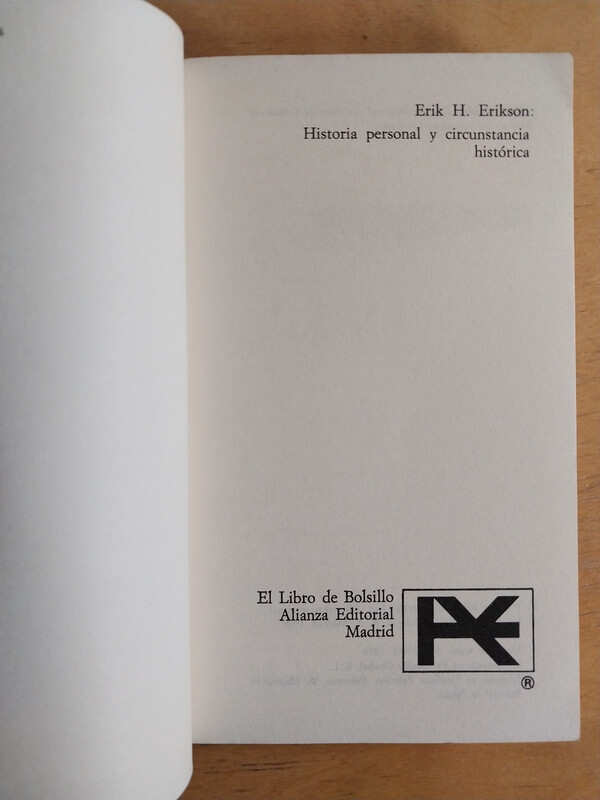 Erik H. Erikson:
Historia personal y circunstancia
histórica
El Libro de Bolsillo
Alianza Editorial
Madrid
®